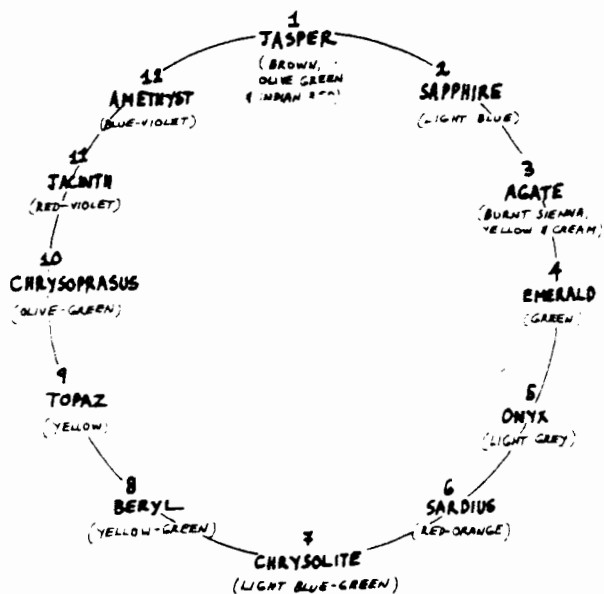 1
JASPER
(BROWN,
OLIVE GREEN
& INDIAN RED)
2
SAPPHIRE
(LIGHT BLUE)
3
AGATE
(BURNT SIENNA,
YELLOW & CREAM)
4
EMERALD
(GREEN)
5
ONYX
(LIGHT GREY)
6
SARDIUS
(RED-ORANGE)
7
CHRYSOLITE
(LIGHT BLUE-GREEN)
8
BERYL
(YELLOW-GREEN)
9
TOPAZ
(YELLOW)
10
CHRYSOPRASUS
(OLIVE-GREEN)
11
JACINTH
(RED-VIOLET)
12
AMETHYST
(BLUE-VIOLET)